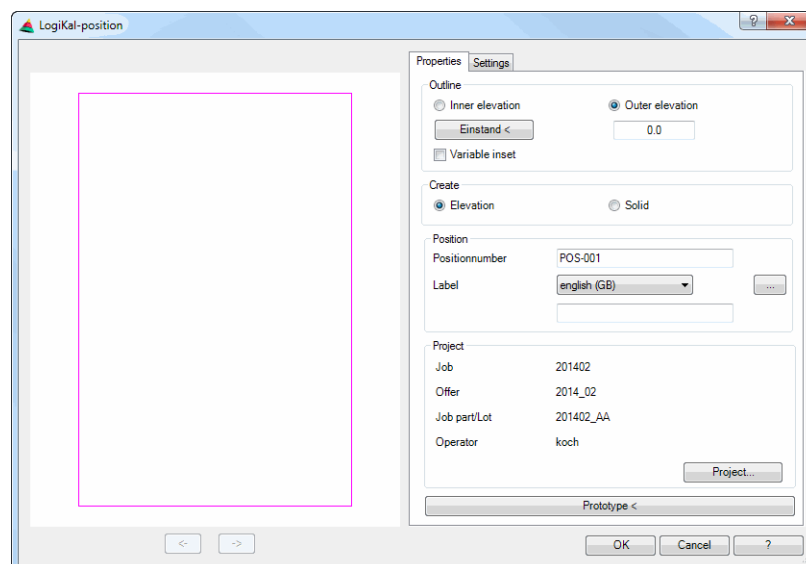 LogiKal-position
?
x
Properties Settings
Outline
Inner elevation Outer elevation
Einstand < 0.0
Variable inset
Create
Elevation Solid
Position
Positionnumber POS-001
Label english (GB) ...
Project
Job 201402
Offer 2014_02
Job part/Lot 201402_AA
Operator koch
Project...
Prototype <
<- ->
OK Cancel ?